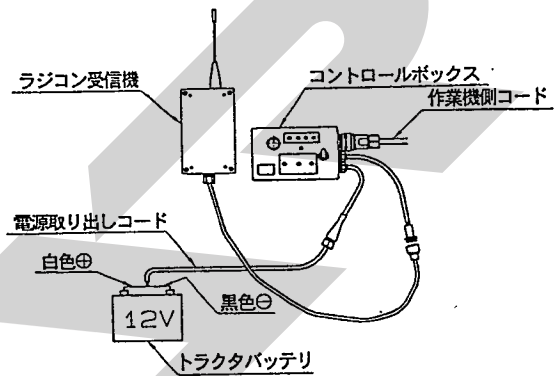 ラジコン受信機
コントロールボックス
作業機側コード
電源取り出しコード
白色⊕
黒色⊖
12V
トラクタバッテリ